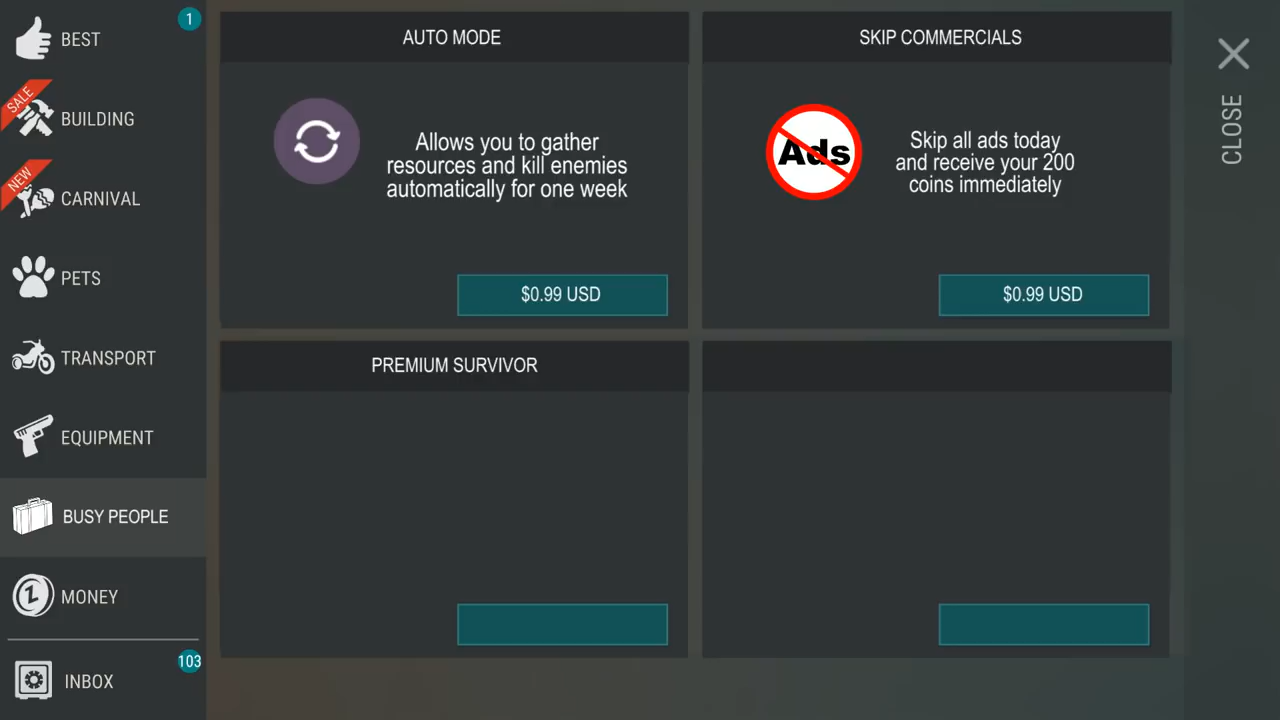 BEST
1
SALE
BUILDING
NEW
CARNIVAL
PETS
TRANSPORT
EQUIPMENT
BUSY PEOPLE
MONEY
INBOX
103
AUTO MODE
Allows you to gather
resources and kill enemies
automatically for one week
$0.99 USD
SKIP COMMERCIALS
Ads
Skip all ads today
and receive your 200
coins immediately
$0.99 USD
PREMIUM SURVIVOR
CLOSE